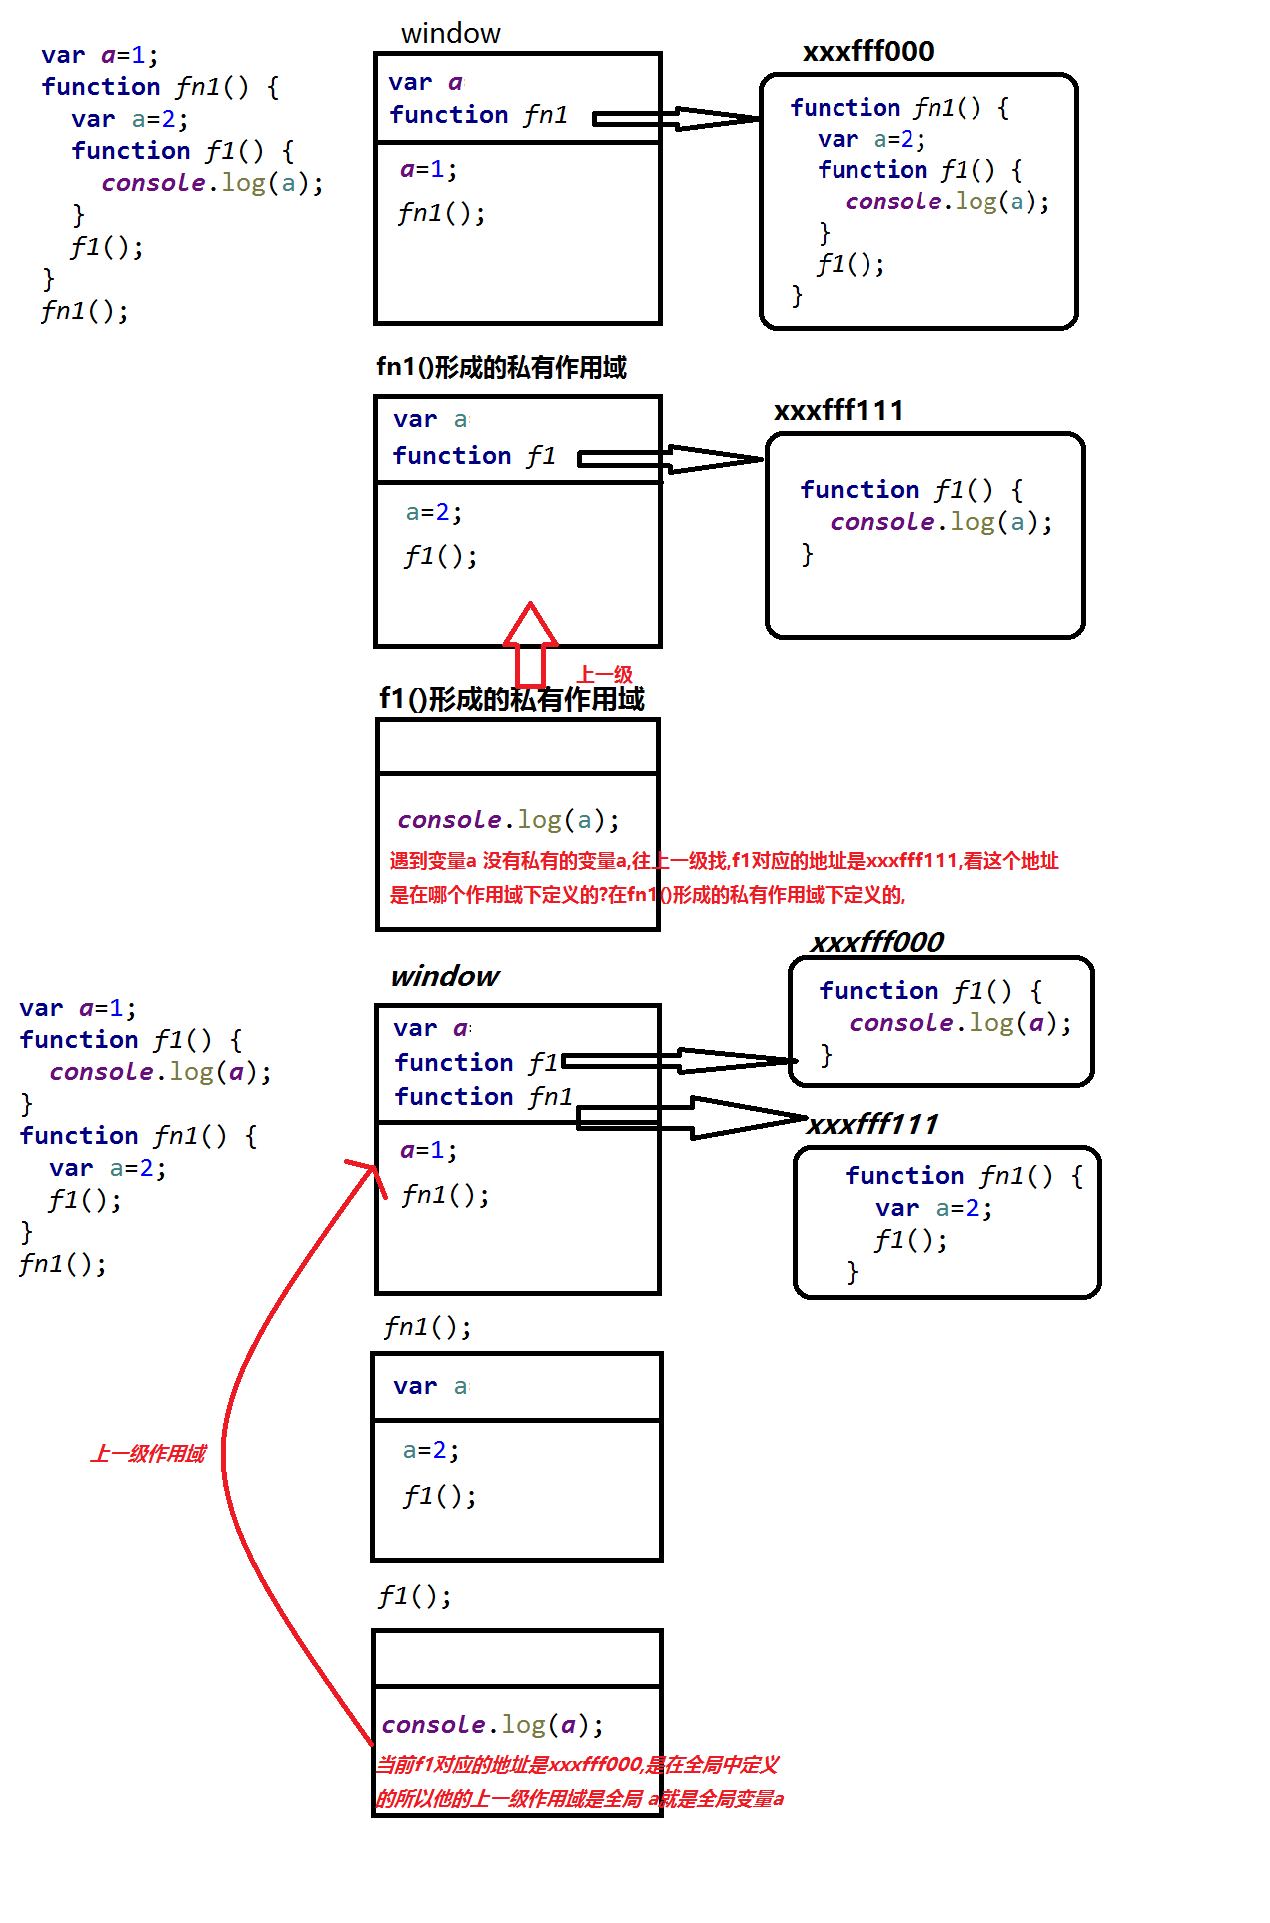 var a=1;
function fn1() {
var a=2;
function f1() {
console.log(a);
}
f1();
}
fn1();
window
var a
function fn1
a=1;
fn1();
xxxfff000
function fn1() {
var a=2;
function f1() {
console.log(a);
}
f1();
}
fn1()形成的私有作用域
var a
function f1
a=2;
f1();
xxxfff111
function f1() {
console.log(a);
}
上一级
f1()形成的私有作用域
console.log(a);
遇到变量a 没有私有的变量a,往上一级找,f1对应的地址是xxxfff111,看这个地址
是在哪个作用域下定义的?在fn1()形成的私有作用域下定义的,
var a=1;
function f1() {
console.log(a);
}
function fn1() {
var a=2;
f1();
}
fn1();
window
var a
function f1
function fn1
a=1;
fn1();
xxxfff000
function f1() {
console.log(a);
}
xxxfff111
function fn1() {
var a=2;
f1();
}
fn1();
var a
a=2;
f1();
上一级作用域
f1();
console.log(a);
当前f1对应的地址是xxxfff000,是在全局中定义
的所以他的上一级作用域是全局 a就是全局变量a